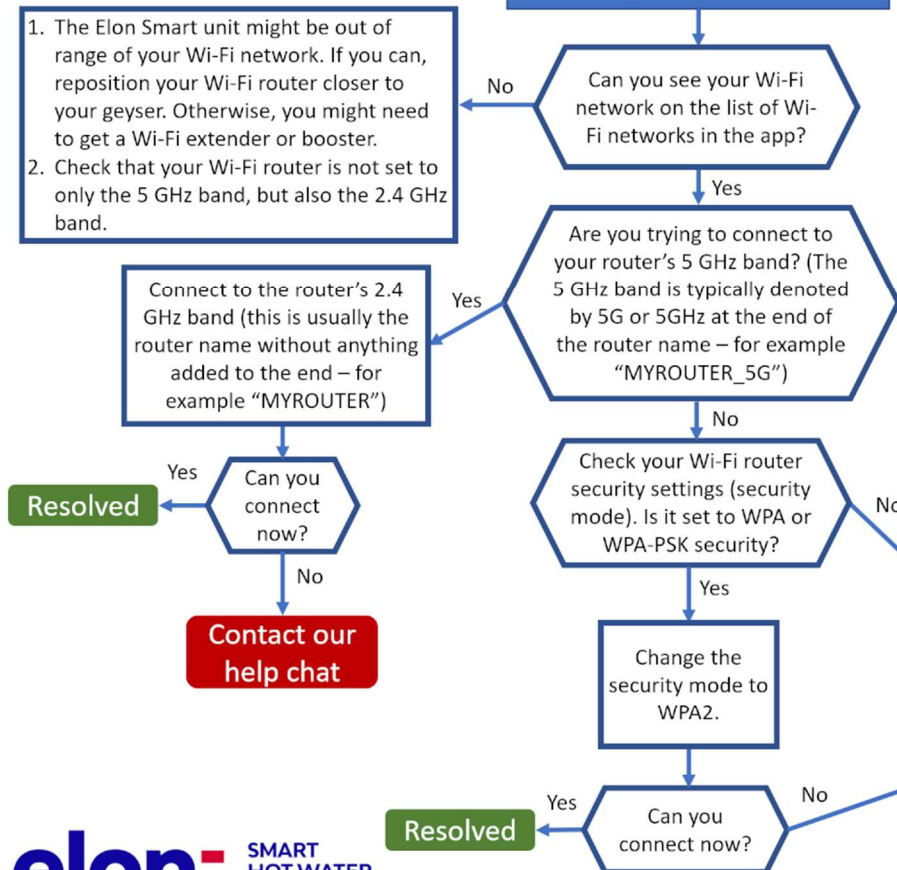 1. The Elon Smart unit might be out of
range of your Wi-Fi network. If you can,
reposition your Wi-Fi router closer to
your geyser. Otherwise, you might need
to get a Wi-Fi extender or booster.
2. Check that your Wi-Fi router is not set to
only the 5 GHz band, but also the 2.4 GHz
band.
No
Can you see your Wi-Fi
network on the list of Wi-
Fi networks in the app?
Yes
Are you trying to connect to
your router’s 5 GHz band? (The
5 GHz band is typically denoted
by 5G or 5GHz at the end of
the router name – for example
“MYROUTER_5G”)
Yes
Connect to the router’s 2.4
GHz band (this is usually the
router name without anything
added to the end – for
example “MYROUTER”)
Can you
connect
now?
Yes
Resolved
No
Contact our
help chat
No
Check your Wi-Fi router
security settings (security
mode). Is it set to WPA or
WPA-PSK security?
No
Yes
Change the
security mode to
WPA2.
Can you
connect now?
Yes
Resolved
No
elon
SMART
HOT WATER